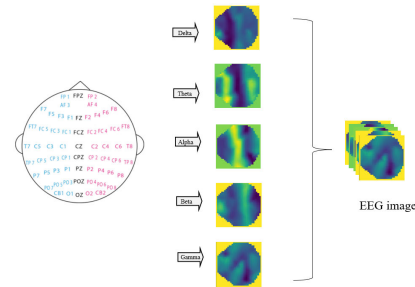 FP1 FPZ FP2
AF3 AF4
F7 F5 F3 F1 FZ F2 F4 F6 F8
FT7 FC5 FC3 FC1 FCZ FC2 FC4 FC6 FT8
T7 C5 C3 C1 CZ C2 C4 C6 T8
CP5 CP3 CP1 CPZ CP2 CP4 CP6 TP8
P7 P5 P3 P1 PZ P2 P4 P6 P8
PO7 PO5 PO3 POZ PO4 PO6 PO8
CB1 O1 OZ O2 CB2
Delta
Theta
Alpha
Beta
Gamma
EEG image